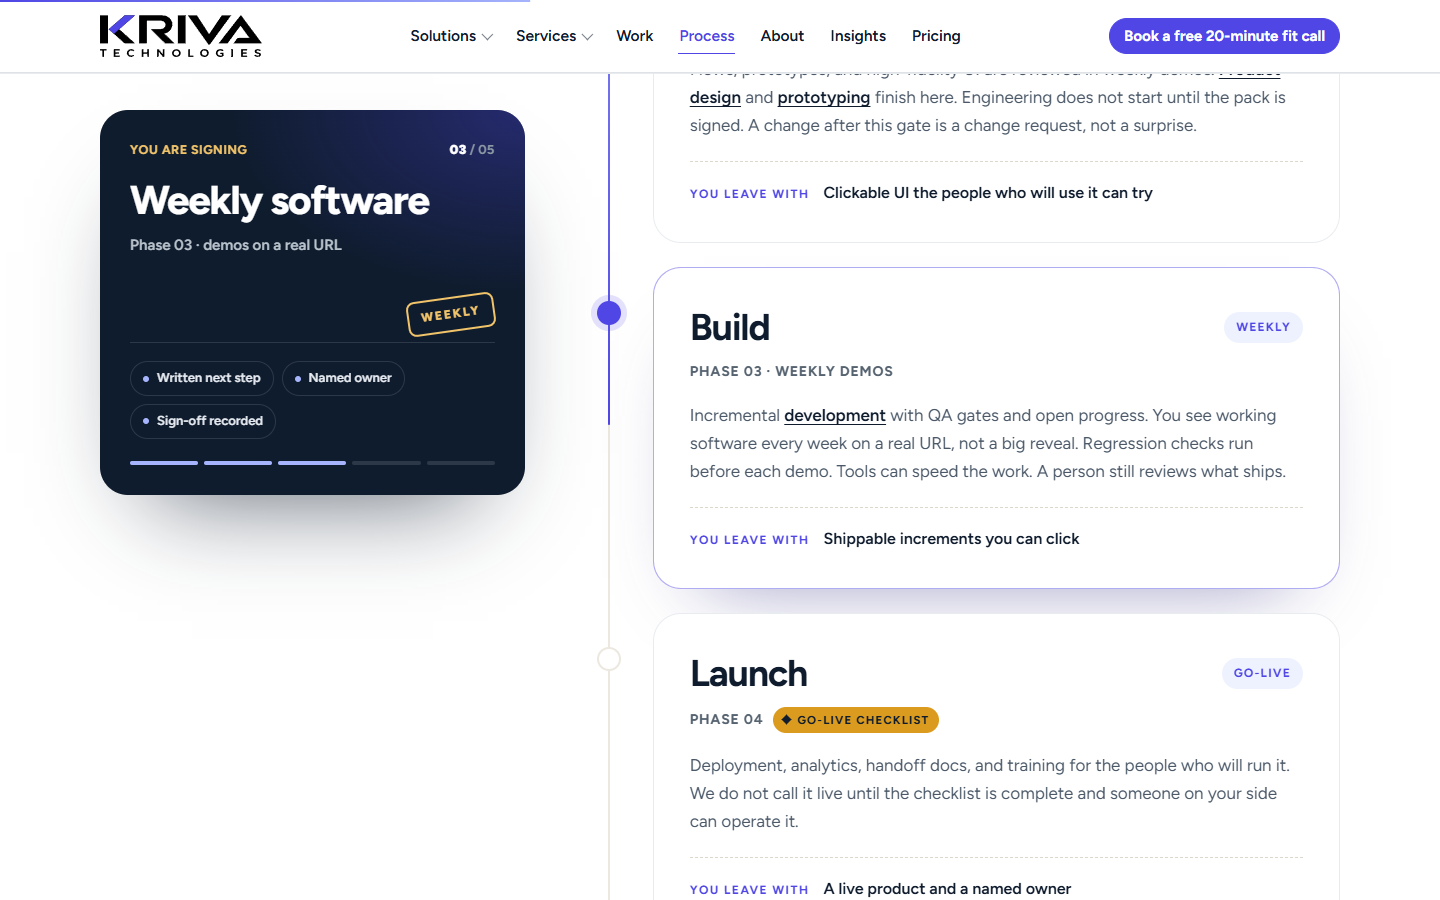 KRIVA
TECHNOLOGIES
Solutions
Services
Work
Process
About
Insights
Pricing
Book a free 20-minute fit call
YOU ARE SIGNING
03 / 05
Weekly software
Phase 03 · demos on a real URL
WEEKLY
Written next step
Named owner
Sign-off recorded
design and prototyping finish here. Engineering does not start until the pack is
signed. A change after this gate is a change request, not a surprise.
YOU LEAVE WITH Clickable UI the people who will use it can try
Build
WEEKLY
PHASE 03 · WEEKLY DEMOS
Incremental development with QA gates and open progress. You see working
software every week on a real URL, not a big reveal. Regression checks run
before each demo. Tools can speed the work. A person still reviews what ships.
YOU LEAVE WITH Shippable increments you can click
Launch
GO-LIVE
PHASE 04 ◆ GO-LIVE CHECKLIST
Deployment, analytics, handoff docs, and training for the people who will run it.
We do not call it live until the checklist is complete and someone on your side
can operate it.
YOU LEAVE WITH A live product and a named owner